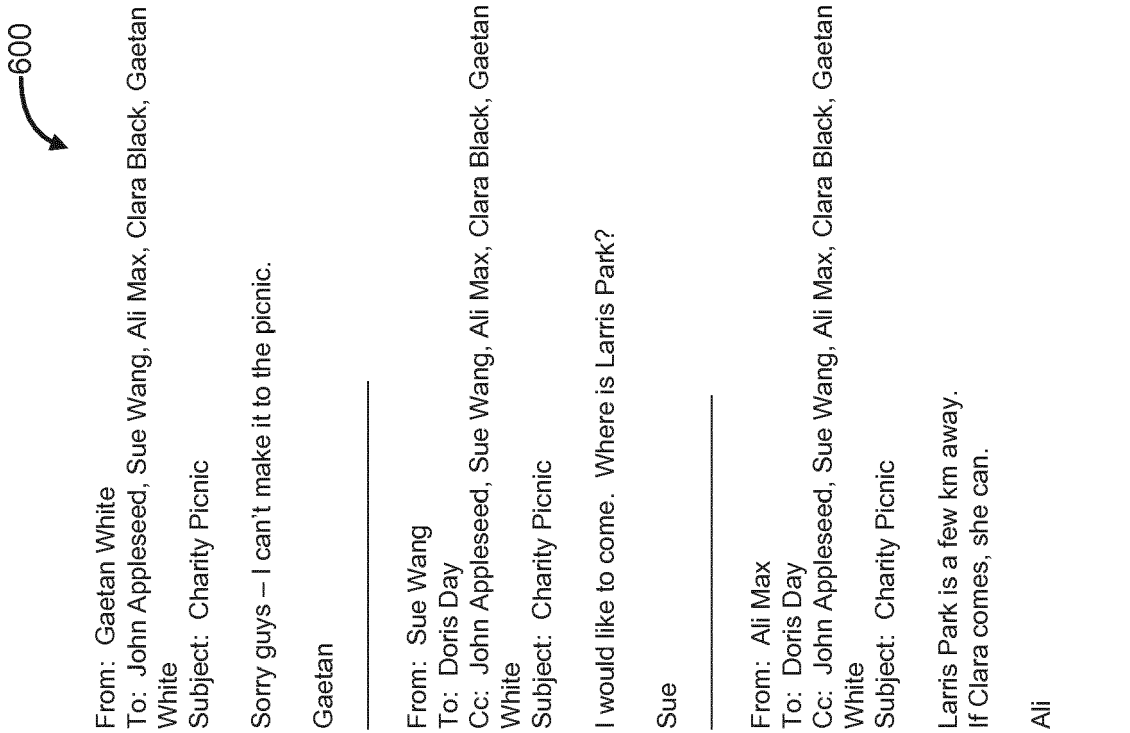 600
From: Gaetan White
To: John Appleseed, Sue Wang, Ali Max, Clara Black, Gaetan
White
Subject: Charity Picnic
Sorry guys – I can't make it to the picnic.
Gaetan
From: Sue Wang
To: Doris Day
Cc: John Appleseed, Sue Wang, Ali Max, Clara Black, Gaetan
White
Subject: Charity Picnic
I would like to come. Where is Larris Park?
Sue
From: Ali Max
To: Doris Day
Cc: John Appleseed, Sue Wang, Ali Max, Clara Black, Gaetan
White
Subject: Charity Picnic
Larris Park is a few km away.
If Clara comes, she can.
Ali